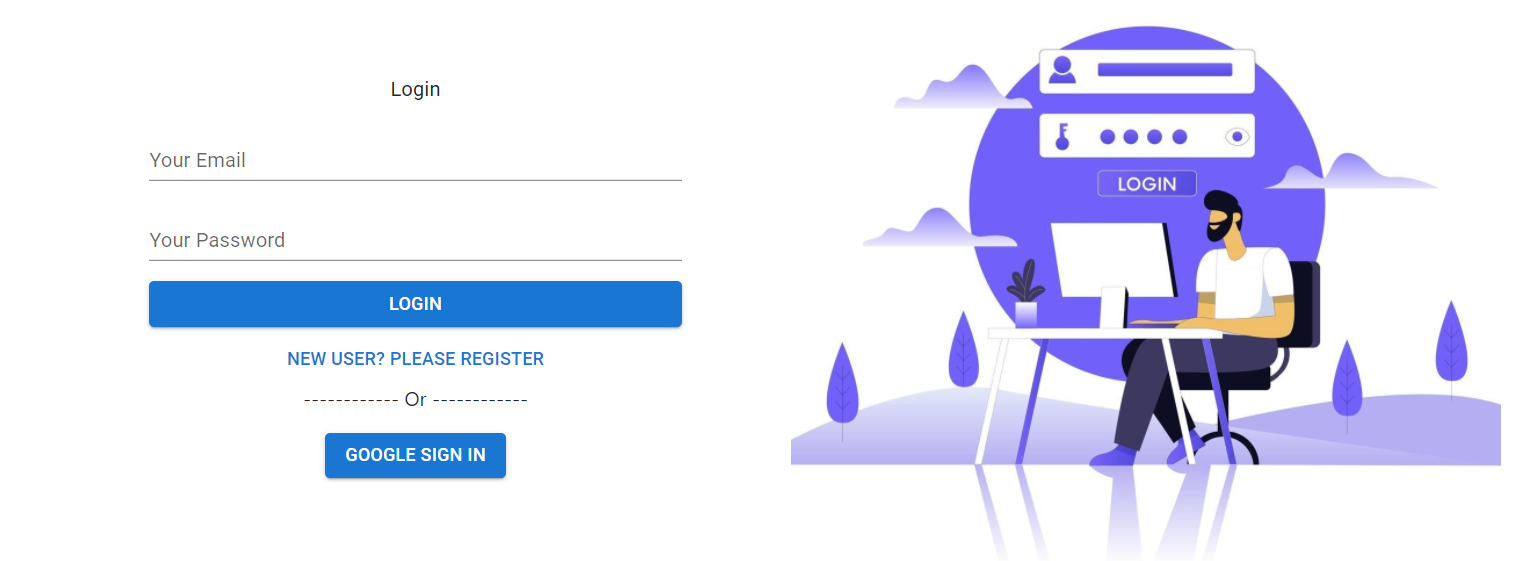 Login
Your Email
Your Password
LOGIN
NEW USER? PLEASE REGISTER
------------ Or ------------
GOOGLE SIGN IN
LOGIN